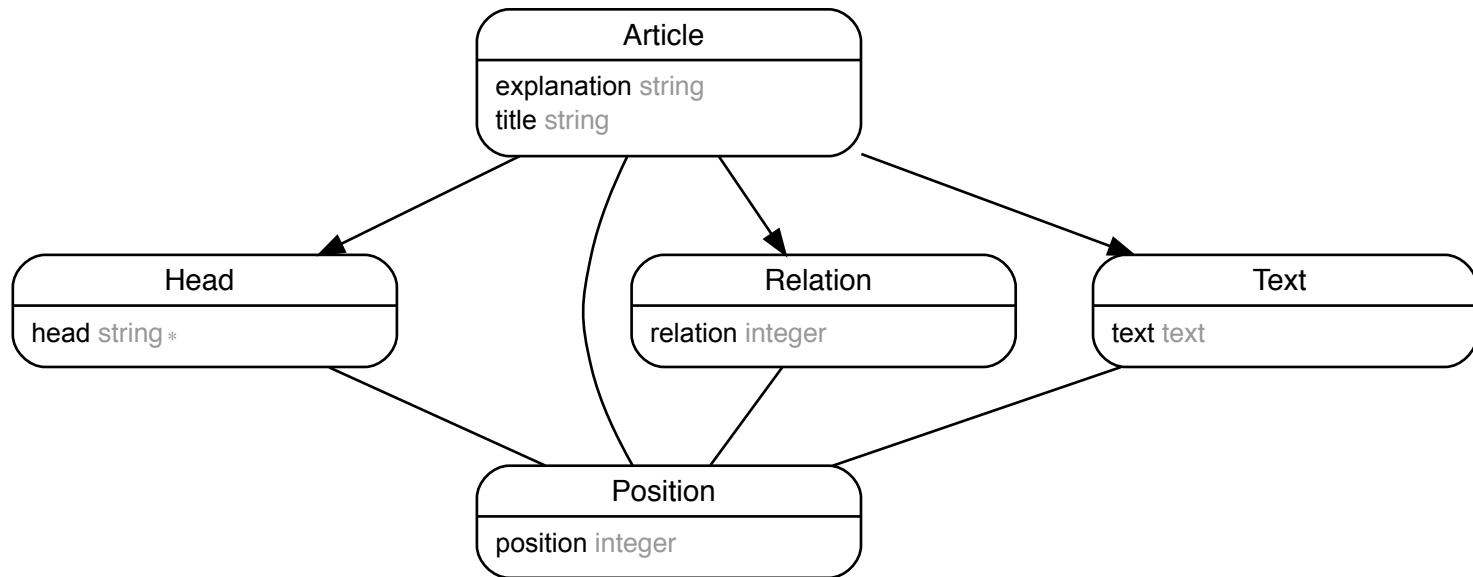 Article
explanation string
title string
Head
head string *
Relation
relation integer
Text
text text
Position
position integer